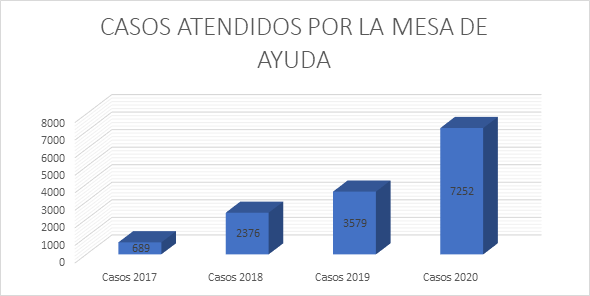 CASOS ATENDIDOS POR LA MESA DE
AYUDA
8000
7000
6000
5000
4000
3000
2000
1000
0
689
2376
3579
7252
Casos 2017
Casos 2018
Casos 2019
Casos 2020